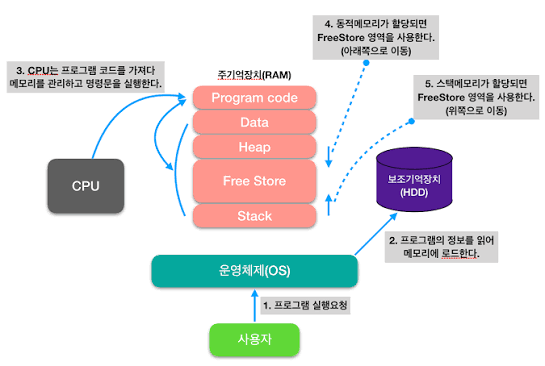 4. 동적메모리가 할당되면
FreeStore 영역을 사용한다.
(아래쪽으로 이동)
3. CPU는 프로그램 코드를 가져다
메모리를 관리하고 명령문을 실행한다.
주기억장치(RAM)
Program code
Data
Heap
Free Store
Stack
5. 스택메모리가 할당되면
FreeStore 영역을 사용한다.
(위쪽으로 이동)
CPU
보조기억장치
(HDD)
2. 프로그램의 정보를 읽어
메모리에 로드한다.
운영체제(OS)
1. 프로그램 실행요청
사용자